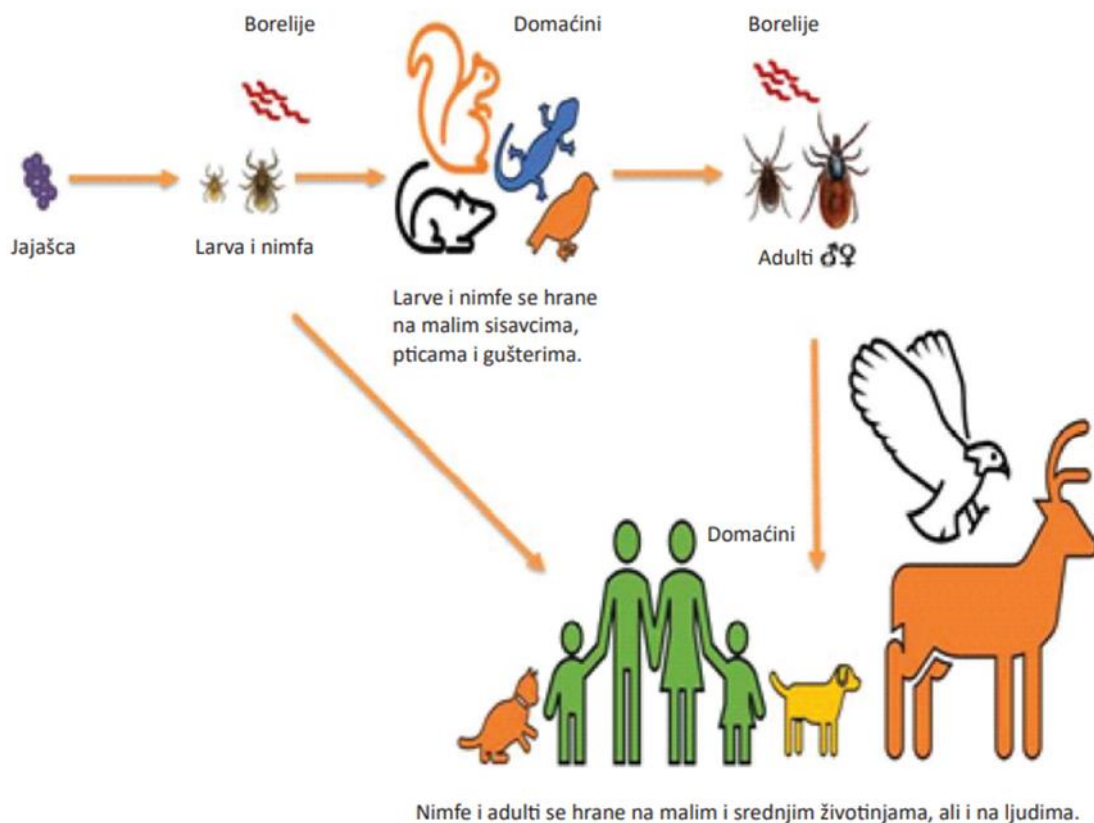 Borelije
Domaćini
Borelije
Jajašca
Larva i nimfa
Adulti ♂♀
Larve i nimfe se hrane
na malim sisavcima,
pticama i gušterima.
Domaćini
Nimfe i adulti se hrane na malim i srednjim životinjama, ali i na ljudima.